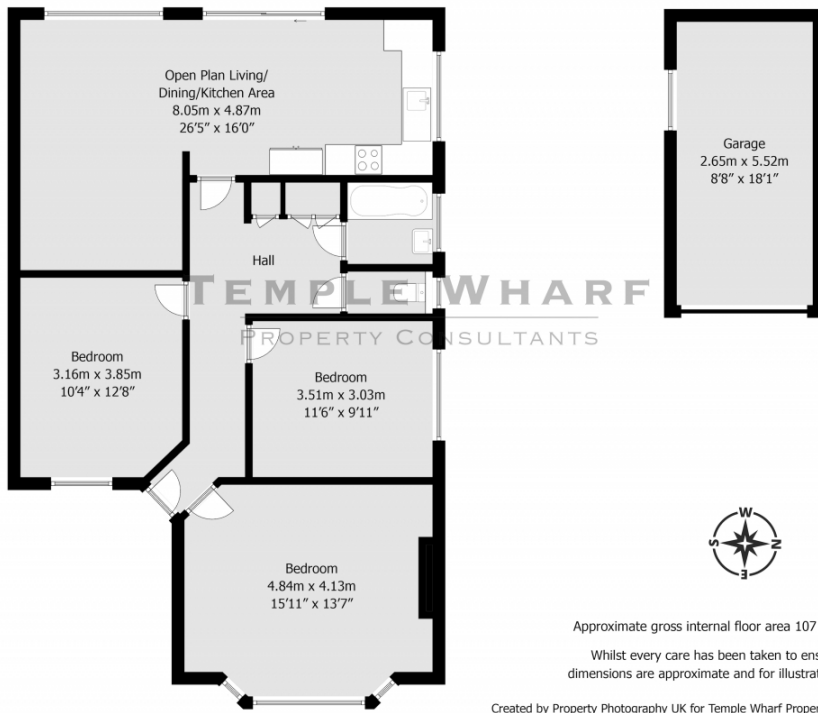 Open Plan Living/
Dining/Kitchen Area
8.05m x 4.87m
26'5" x 16'0"
Garage
2.65m x 5.52m
8'8" x 18'1"
Hall
TEMPLE WHARF
PROPERTY CONSULTANTS
Bedroom
3.16m x 3.85m
10'4" x 12'8"
Bedroom
3.51m x 3.03m
11'6" x 9'11"
Bedroom
4.84m x 4.13m
15'11" x 13'7"
W
S N
E
Approximate gross internal floor area 107
Whilst every care has been taken to ens
dimensions are approximate and for illustrat
Created by Property Photography UK for Temple Wharf Proper